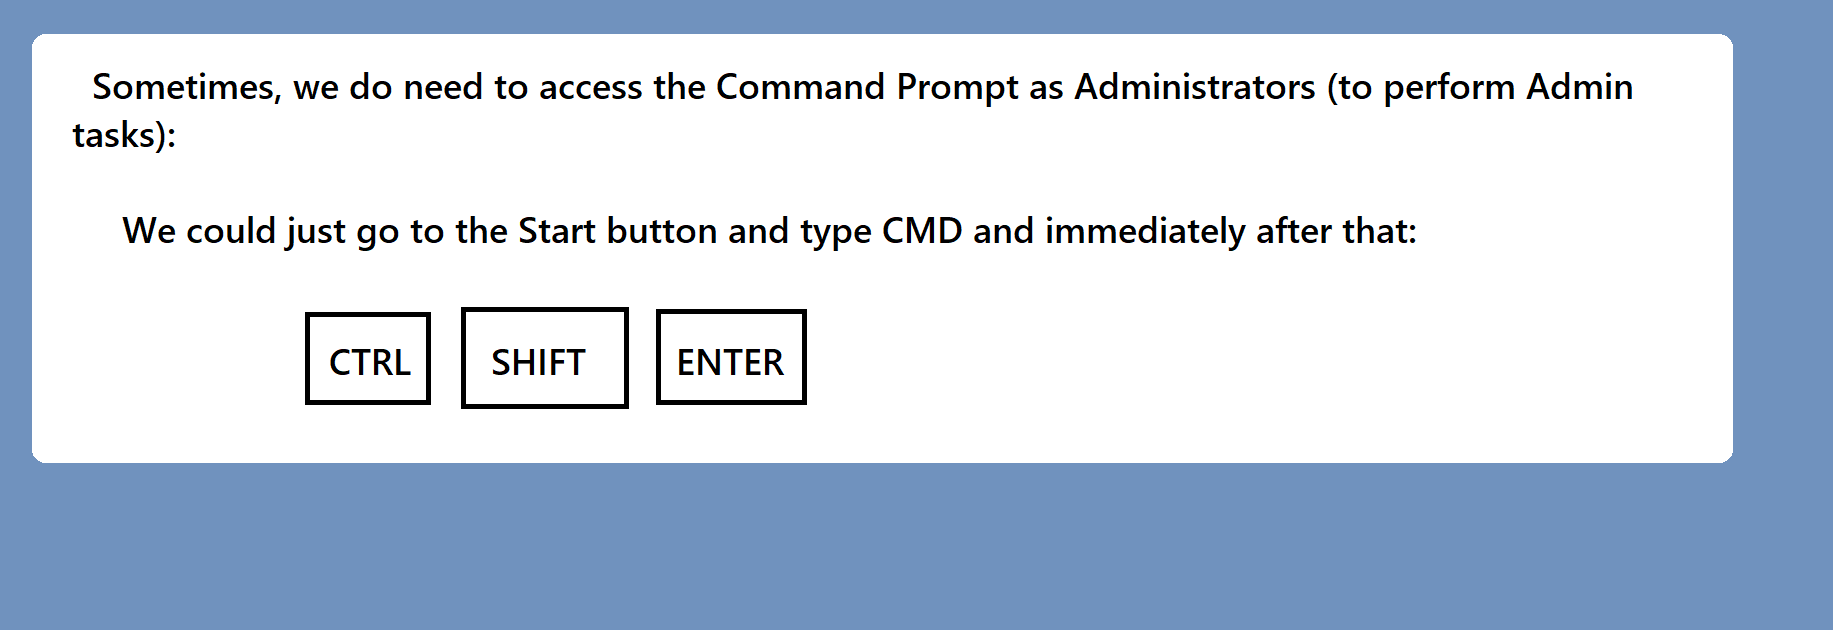 Sometimes, we do need to access the Command Prompt as Administrators (to perform Admin
tasks):
We could just go to the Start button and type CMD and immediately after that:
CTRL SHIFT ENTER